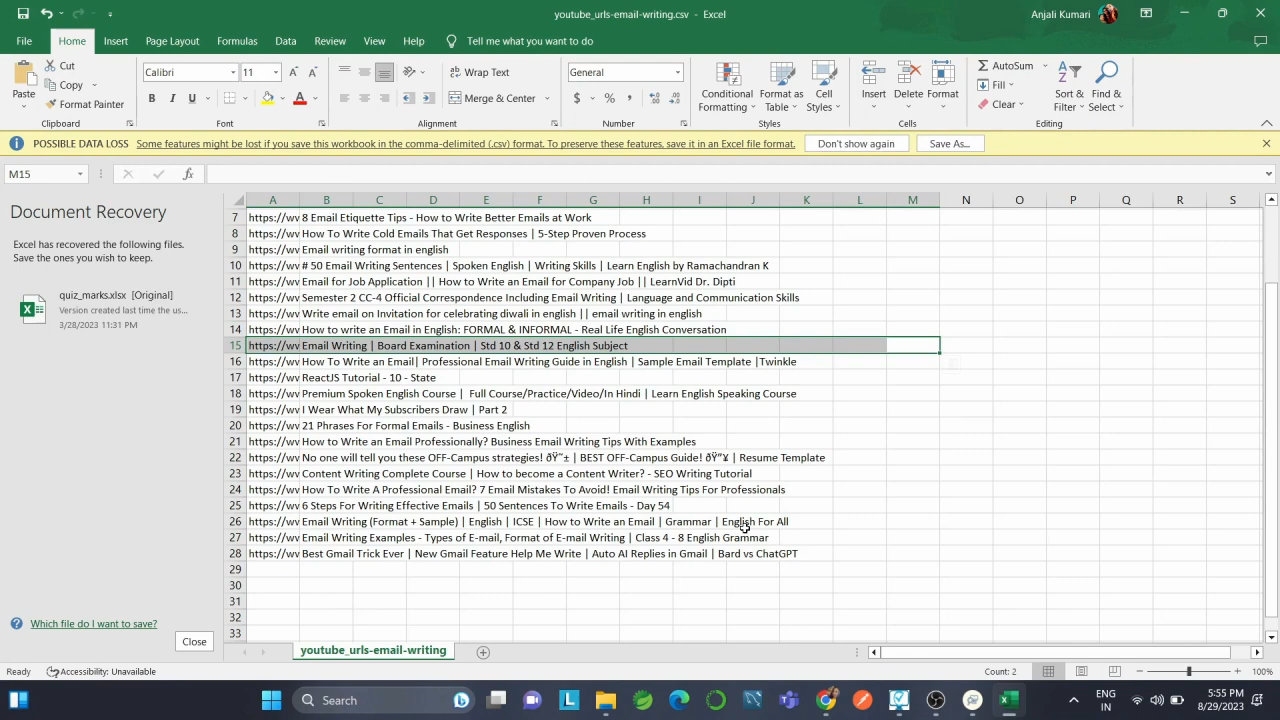 youtube_urls-email-writing.csv - Excel
Anjali Kumari
File Home Insert Page Layout Formulas Data Review View Help Tell me what you want to do
Paste
Cut
Copy
Format Painter
Clipboard
Calibri 11
B I U
Font
Wrap Text
Merge & Center
Alignment
General
$ % ,
Number
Conditional Formatting
Format as Table
Cell Styles
Styles
Insert
Delete
Format
Cells
AutoSum
Fill
Clear
Sort & Filter
Find & Select
Editing
POSSIBLE DATA LOSS Some features might be lost if you save this workbook in the comma-delimited (.csv) format. To preserve these features, save it in an Excel file format. Don't show again Save As...
M15 fx
Document Recovery
Excel has recovered the following files. Save the ones you wish to keep.
quiz_marks.xlsx [Original]
Version created last time the us...
3/28/2023 11:31 PM
Which file do I want to save?
Close
A B C D E F G H I J K L M N O P Q R S
7 https://wv 8 Email Etiquette Tips - How to Write Better Emails at Work
8 https://wv How To Write Cold Emails That Get Responses | 5-Step Proven Process
9 https://wv Email writing format in english
10 https://wv # 50 Email Writing Sentences | Spoken English | Writing Skills | Learn English by Ramachandran K
11 https://wv Email for Job Application || How to Write an Email for Company Job || LearnVid Dr. Dipti
12 https://wv Semester 2 CC-4 Official Correspondence Including Email Writing | Language and Communication Skills
13 https://wv Write email on Invitation for celebrating diwali in english || email writing in english
14 https://wv How to write an Email in English: FORMAL & INFORMAL - Real Life English Conversation
15 https://wv Email Writing | Board Examination | Std 10 & Std 12 English Subject
16 https://wv How To Write an Email| Professional Email Writing Guide in English | Sample Email Template |Twinkle
17 https://wv ReactJS Tutorial - 10 - State
18 https://wv Premium Spoken English Course | Full Course/Practice/Video/In Hindi | Learn English Speaking Course
19 https://wv I Wear What My Subscribers Draw | Part 2
20 https://wv 21 Phrases For Formal Emails - Business English
21 https://wv How to Write an Email Professionally? Business Email Writing Tips With Examples
22 https://wv No one will tell you these OFF-Campus strategies! ðŸ˜± | BEST OFF-Campus Guide! ðŸ”¥ | Resume Template
23 https://wv Content Writing Complete Course | How to become a Content Writer? - SEO Writing Tutorial
24 https://wv How To Write A Professional Email? 7 Email Mistakes To Avoid! Email Writing Tips For Professionals
25 https://wv 6 Steps For Writing Effective Emails | 50 Sentences To Write Emails - Day 54
26 https://wv Email Writing (Format + Sample) | English | ICSE | How to Write an Email | Grammar | English For All
27 https://wv Email Writing Examples - Types of E-mail, Format of E-mail Writing | Class 4 - 8 English Grammar
28 https://wv Best Gmail Trick Ever | New Gmail Feature Help Me Write | Auto AI Replies in Gmail | Bard vs ChatGPT
29
30
31
32
33
youtube_urls-email-writing
Ready Accessibility: Unavailable Count: 2 100%
Search
ENG
IN
5:55 PM
8/29/2023